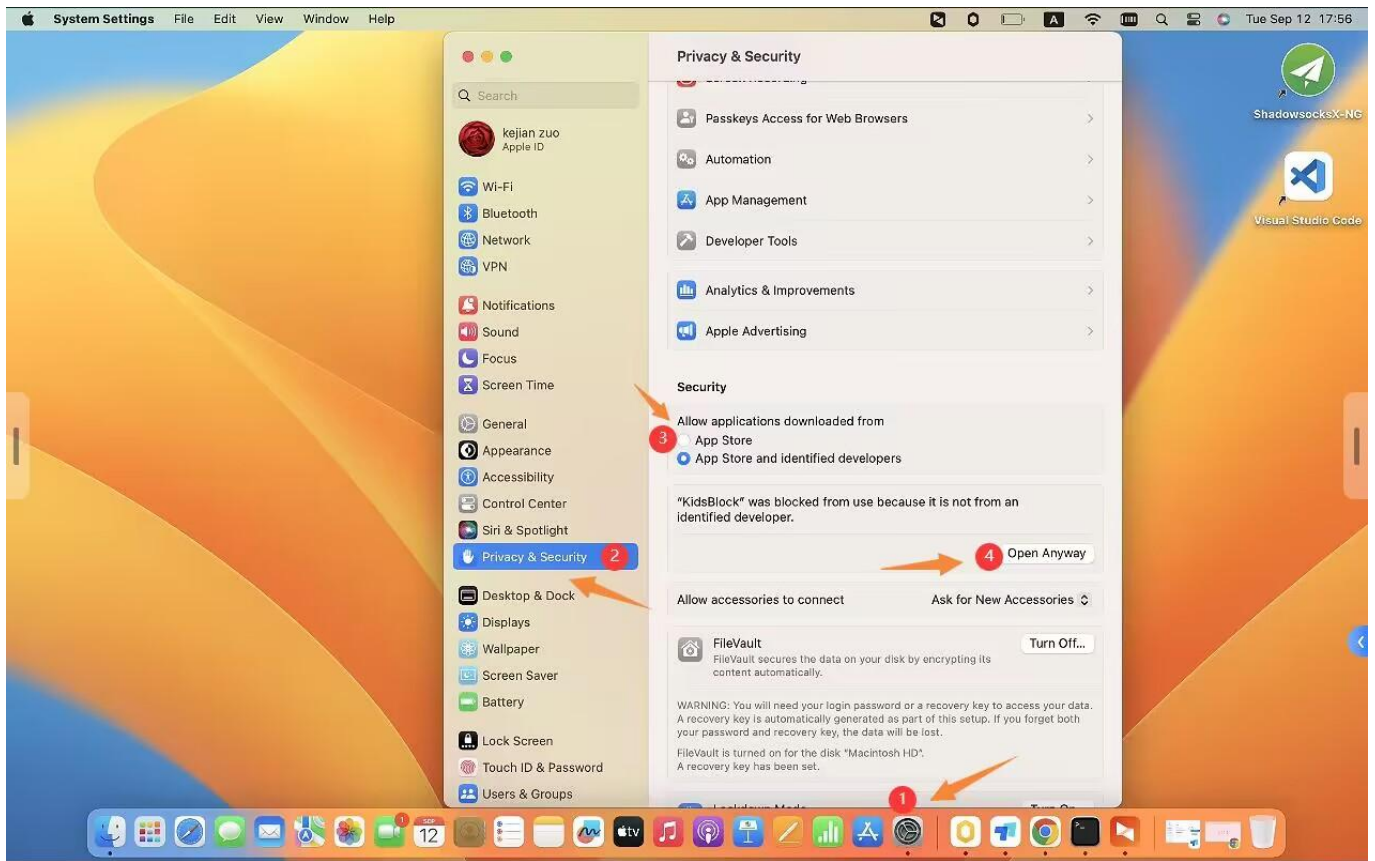 System Settings File Edit View Window Help
A
Tue Sep 12 17:56
Privacy & Security
Search
kejian zuo
Apple ID
Wi-Fi
Bluetooth
Network
VPN
Notifications
Sound
Focus
Screen Time
General
Appearance
Accessibility
Control Center
Siri & Spotlight
Privacy & Security
2
Desktop & Dock
Displays
Wallpaper
Screen Saver
Battery
Lock Screen
Touch ID & Password
Users & Groups
Passkeys Access for Web Browsers
Automation
App Management
Developer Tools
Analytics & Improvements
Apple Advertising
Security
Allow applications downloaded from
3
App Store
App Store and identified developers
"KidsBlock" was blocked from use because it is not from an
identified developer.
4
Open Anyway
Allow accessories to connect
Ask for New Accessories
FileVault
Turn Off...
FileVault secures the data on your disk by encrypting its
content automatically.
WARNING: You will need your login password or a recovery key to access your data.
A recovery key is automatically generated as part of this setup. If you forget both
your password and recovery key, the data will be lost.
FileVault is turned on for the disk "Macintosh HD".
A recovery key has been set.
1
ShadowsocksX-NG
Visual Studio Code
1
SEP
12
tv